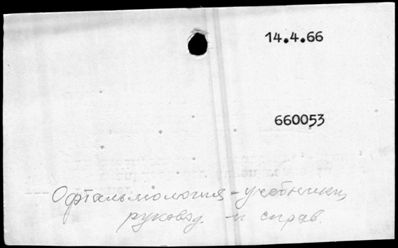 14.4.66
660053
Офтальмология - учебники,
руковод. и справ